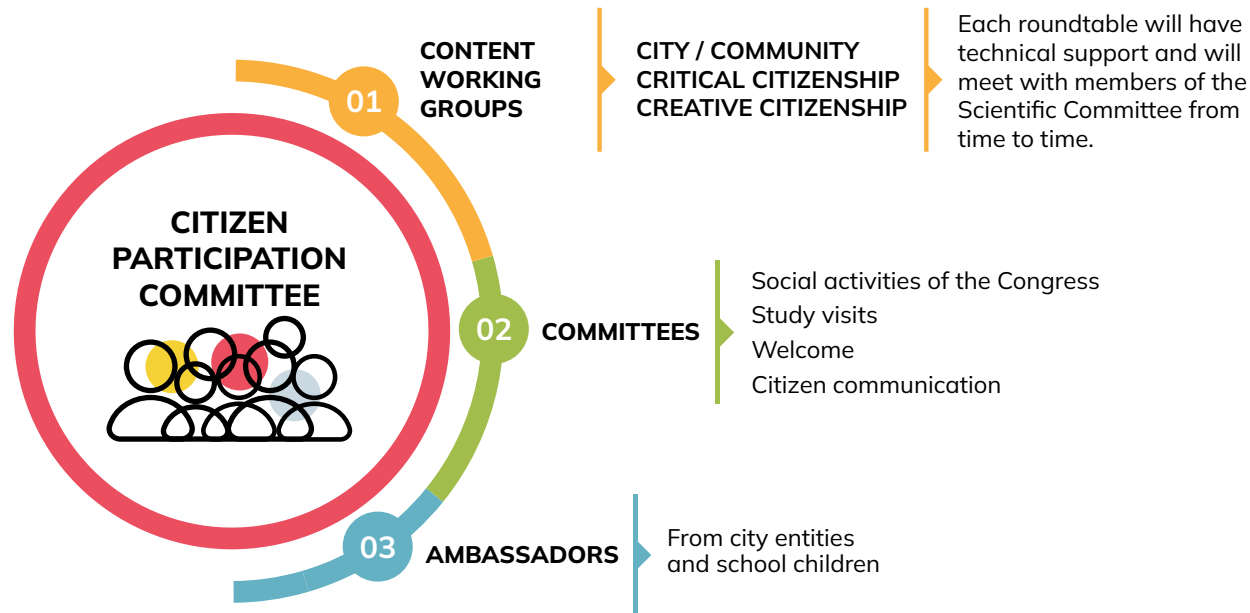 CITIZEN
PARTICIPATION
COMMITTEE
01
CONTENT
WORKING
GROUPS
CITY / COMMUNITY
CRITICAL CITIZENSHIP
CREATIVE CITIZENSHIP
Each roundtable will have
technical support and will
meet with members of the
Scientific Committee from
time to time.
02
COMMITTEES
Social activities of the Congress
Study visits
Welcome
Citizen communication
03
AMBASSADORS
From city entities
and school children